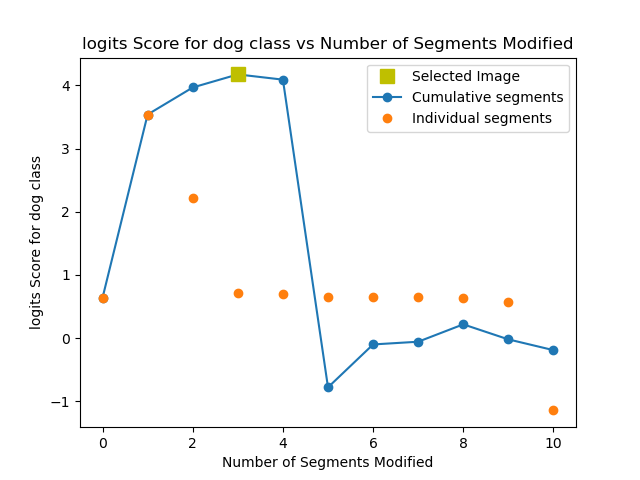 logits Score for dog class vs Number of Segments Modified
Selected Image
Cumulative segments
Individual segments
logits Score for dog class
4
3
2
1
0
−1
0 2 4 6 8 10
Number of Segments Modified